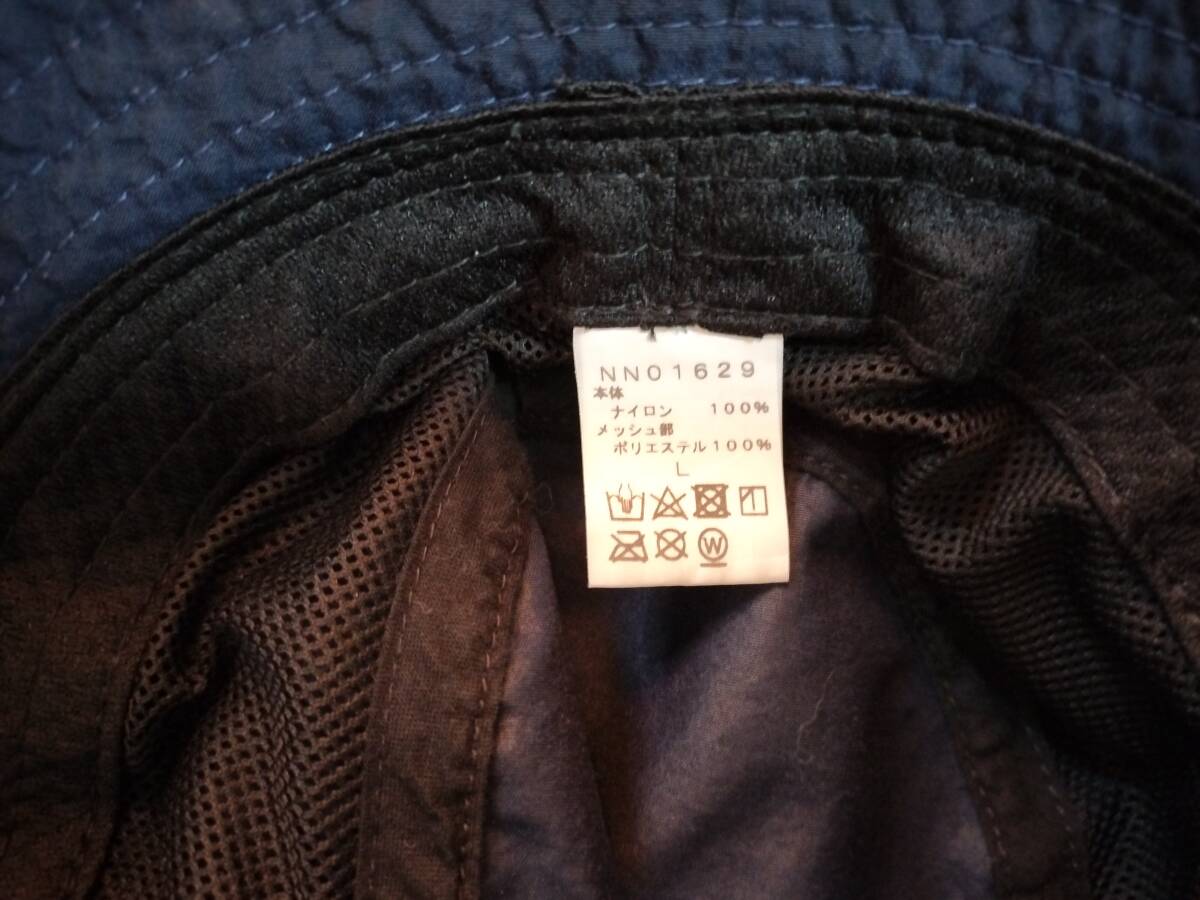 NN01629
本体
ナイロン 100%
メッシュ部
ポリエステル100%
L
W